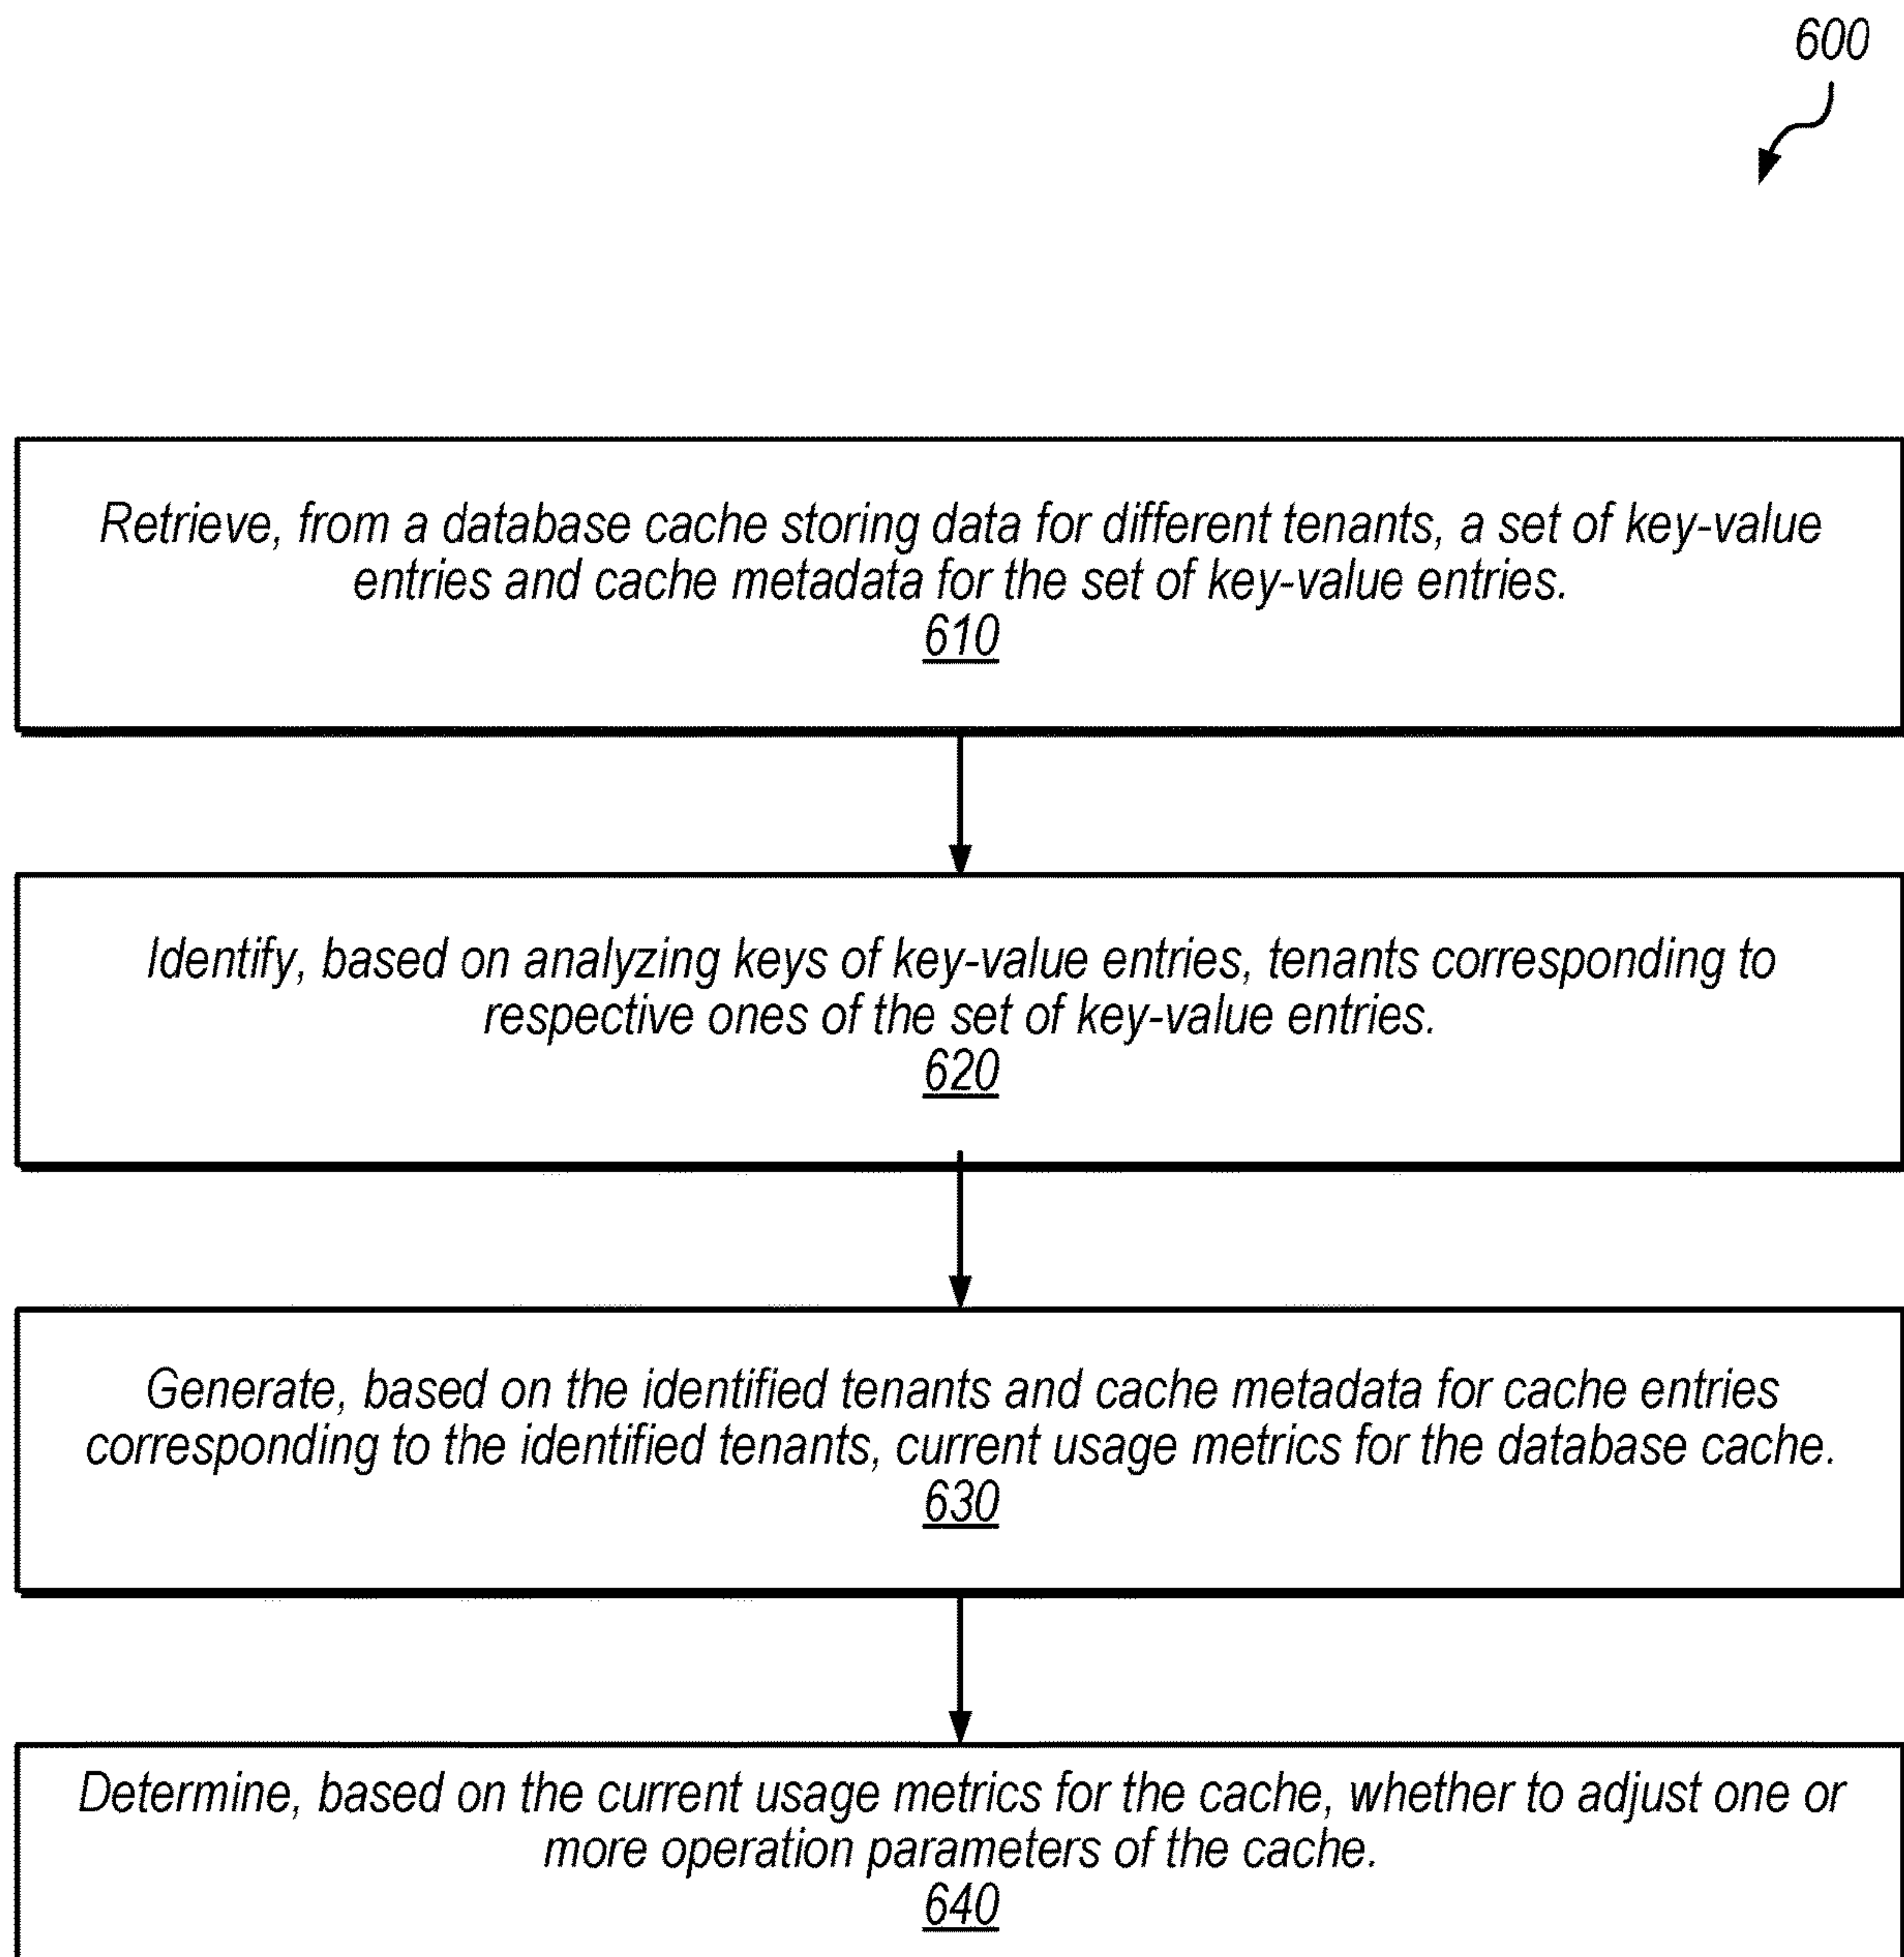 600
Retrieve, from a database cache storing data for different tenants, a set of key-value
entries and cache metadata for the set of key-value entries.
610
Identify, based on analyzing keys of key-value entries, tenants corresponding to
respective ones of the set of key-value entries.
620
Generate, based on the identified tenants and cache metadata for cache entries
corresponding to the identified tenants, current usage metrics for the database cache.
630
Determine, based on the current usage metrics for the cache, whether to adjust one or
more operation parameters of the cache.
640